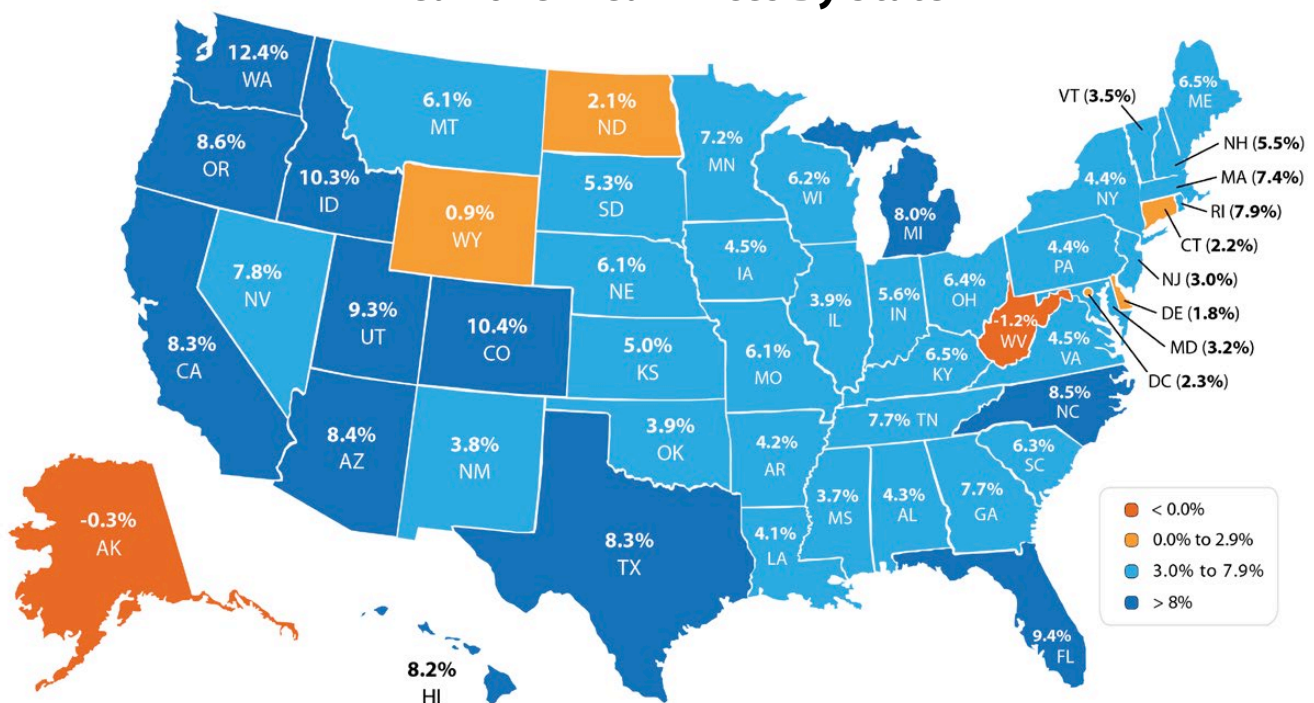 12.4%
WA
6.1%
MT
2.1%
ND
7.2%
MN
6.5%
ME
VT (3.5%)
NH (5.5%)
MA (7.4%)
RI (7.9%)
CT (2.2%)
NJ (3.0%)
DE (1.8%)
MD (3.2%)
DC (2.3%)
8.6%
OR
10.3%
ID
0.9%
WY
5.3%
SD
6.2%
WI
8.0%
MI
4.4%
NY
4.4%
PA
7.8%
NV
9.3%
UT
10.4%
CO
6.1%
NE
4.5%
IA
3.9%
IL
5.6%
IN
6.4%
OH
-1.2%
WV
4.5%
VA
8.3%
CA
5.0%
KS
6.1%
MO
6.5%
KY
8.5%
NC
8.4%
AZ
3.8%
NM
3.9%
OK
4.2%
AR
7.7% TN
6.3%
SC
-0.3%
AK
8.3%
TX
4.1%
LA
3.7%
MS
4.3%
AL
7.7%
GA
9.4%
FL
8.2%
HI
< 0.0%
0.0% to 2.9%
3.0% to 7.9%
> 8%